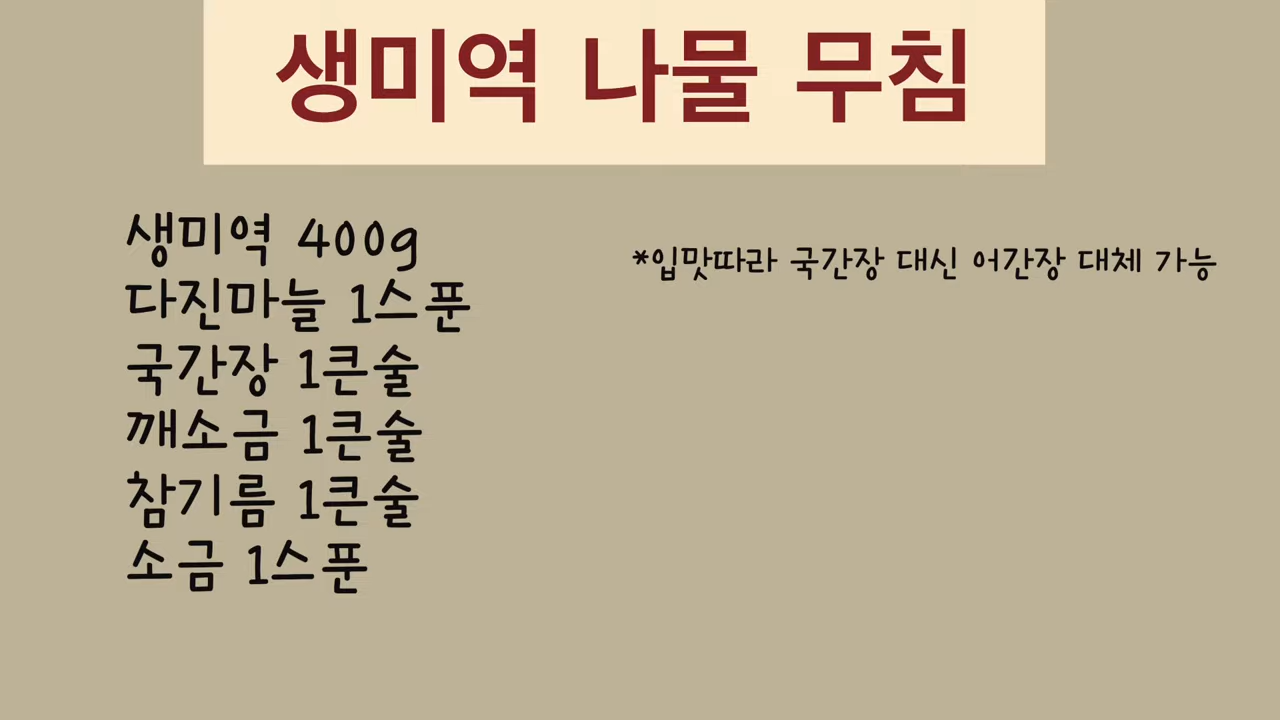 생미역 나물 무침
생미역 400g
다진마늘 1스푼
국간장 1큰술
깨소금 1큰술
참기름 1큰술
소금 1스푼
*입맛따라 국간장 대신 어간장 대체 가능